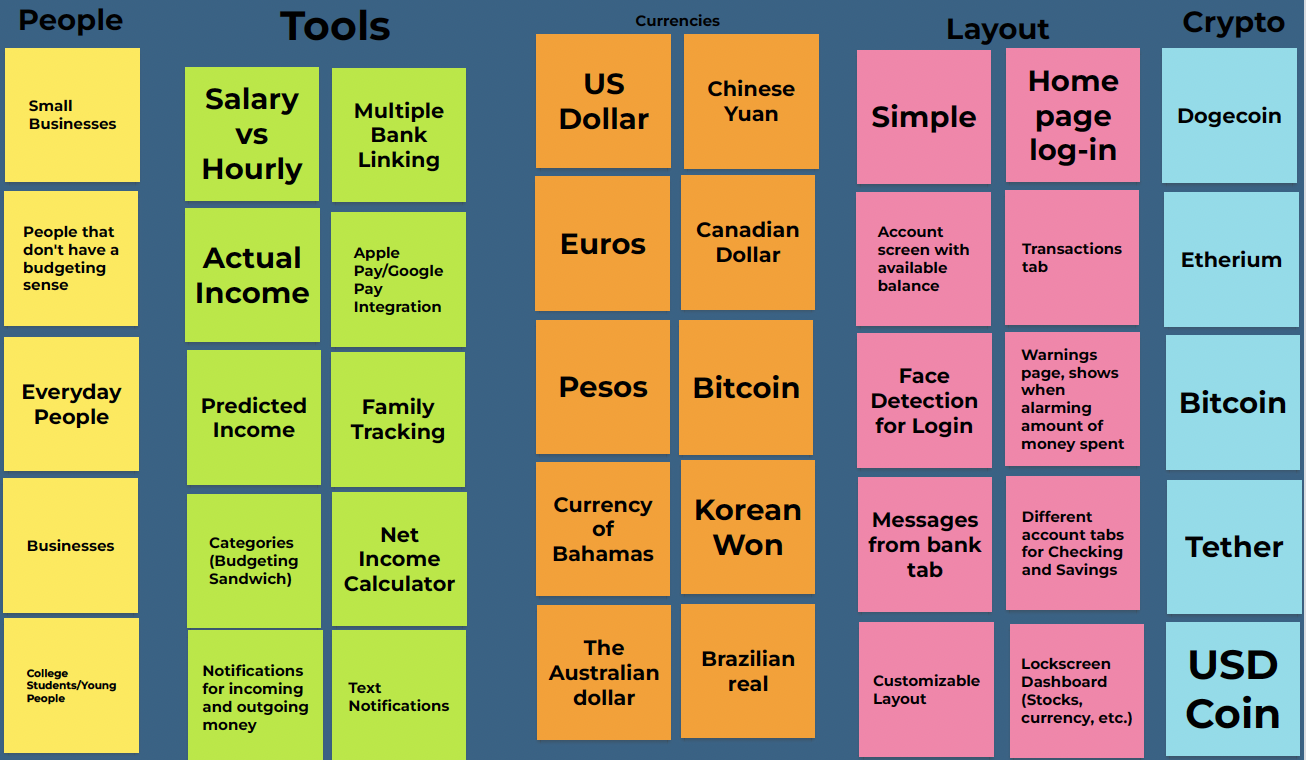 People
Small
Businesses
People that
don't have a
budgeting
sense
Everyday
People
Businesses
College
Students/Young
People
Tools
Salary
vs
Hourly
Multiple
Bank
Linking
Actual
Income
Apple
Pay/Google
Pay
Integration
Predicted
Income
Family
Tracking
Categories
(Budgeting
Sandwich)
Net
Income
Calculator
Notifications
for incoming
and outgoing
money
Text
Notifications
Currencies
US
Dollar
Chinese
Yuan
Euros
Canadian
Dollar
Pesos
Bitcoin
Currency
of
Bahamas
Korean
Won
The
Australian
dollar
Brazilian
real
Layout
Simple
Home
page
log-in
Account
screen with
available
balance
Transactions
tab
Face
Detection
for Login
Warnings
page, shows
when
alarming
amount of
money spent
Messages
from bank
tab
Different
account tabs
for Checking
and Savings
Customizable
Layout
Lockscreen
Dashboard
(Stocks,
currency, etc.)
Crypto
Dogecoin
Etherium
Bitcoin
Tether
USD
Coin